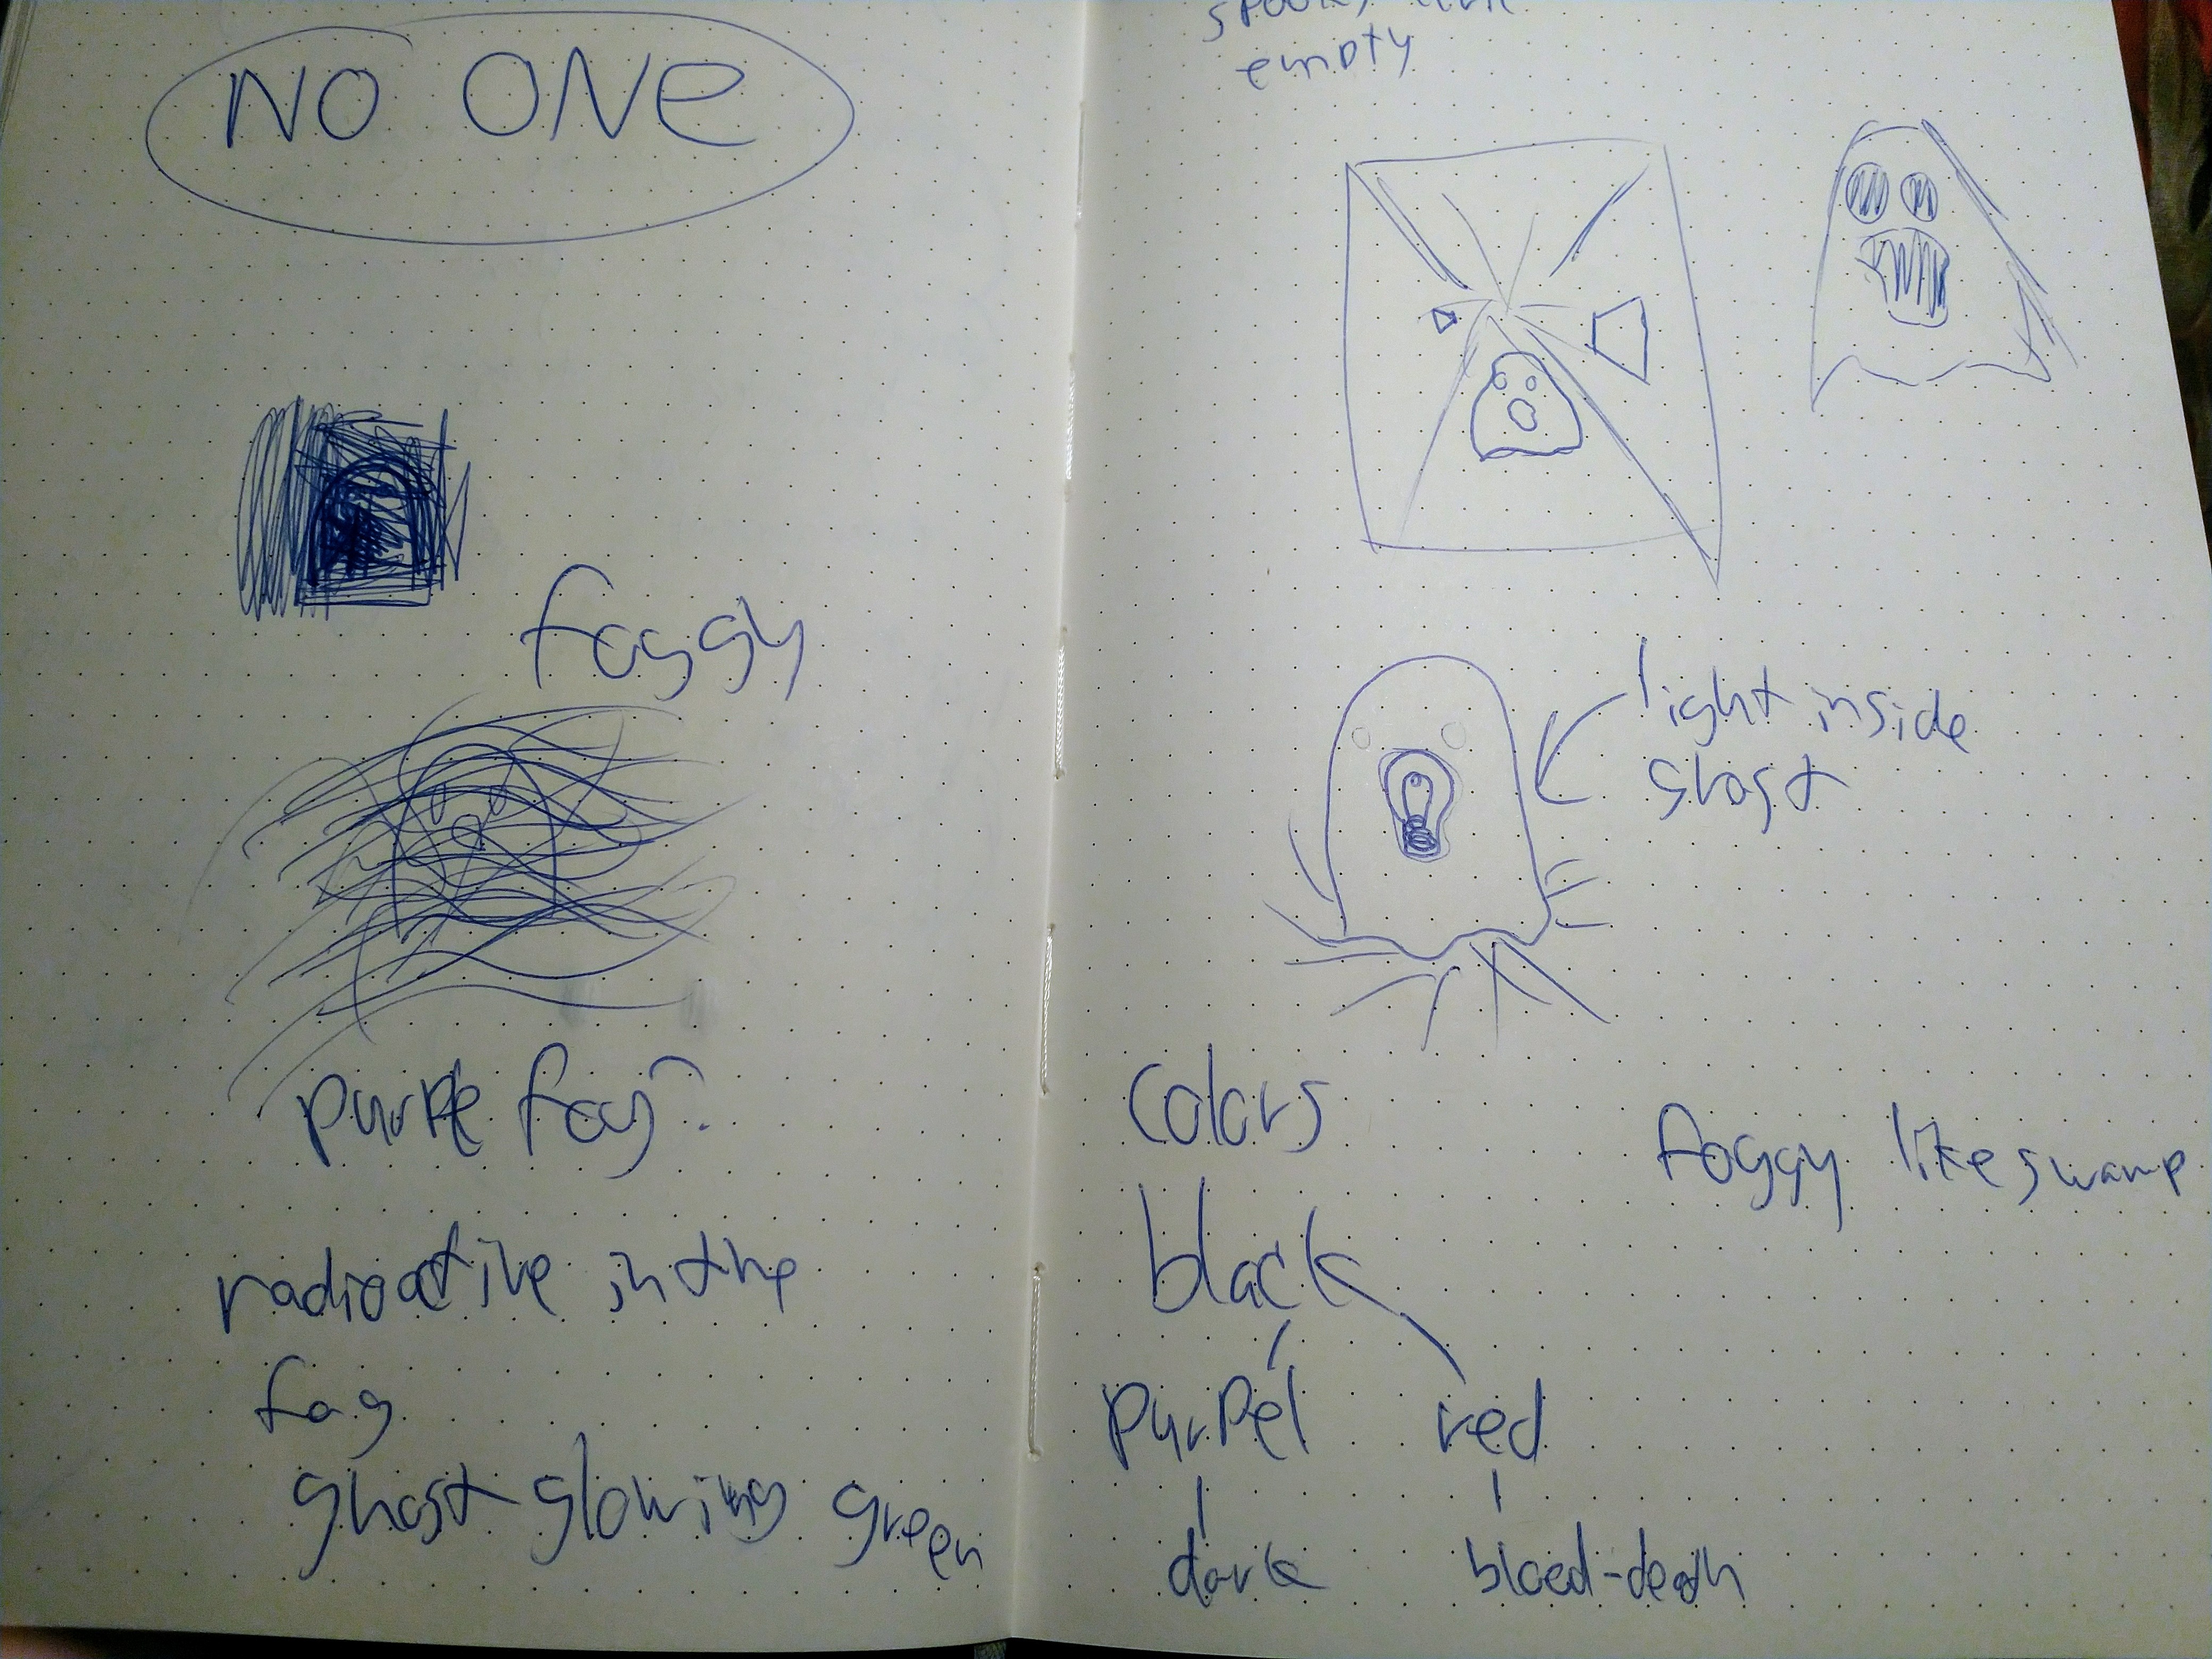 NO ONE
foggy
purple fog?
radioactive in the
fog
ghost glowing green
empty
light inside
ghost
colors
foggy like swamp
black
purpel red
dark blood-death